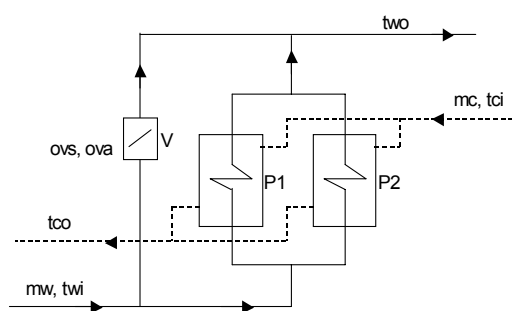 two
mc, tci
V
ovs, ova
P1
P2
tco
mw, twi